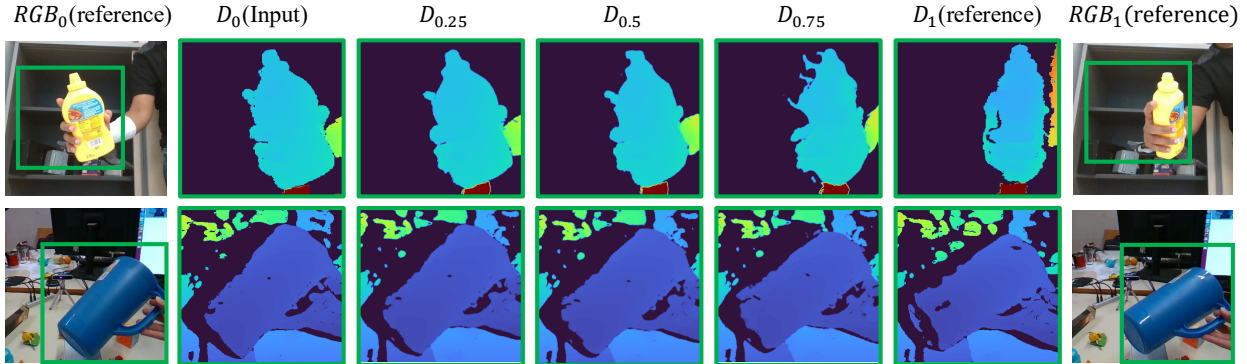 RGB₀(reference) D₀(Input) D₀.₂₅ D₀.₅ D₀.₇₅ D₁(reference) RGB₁(reference)